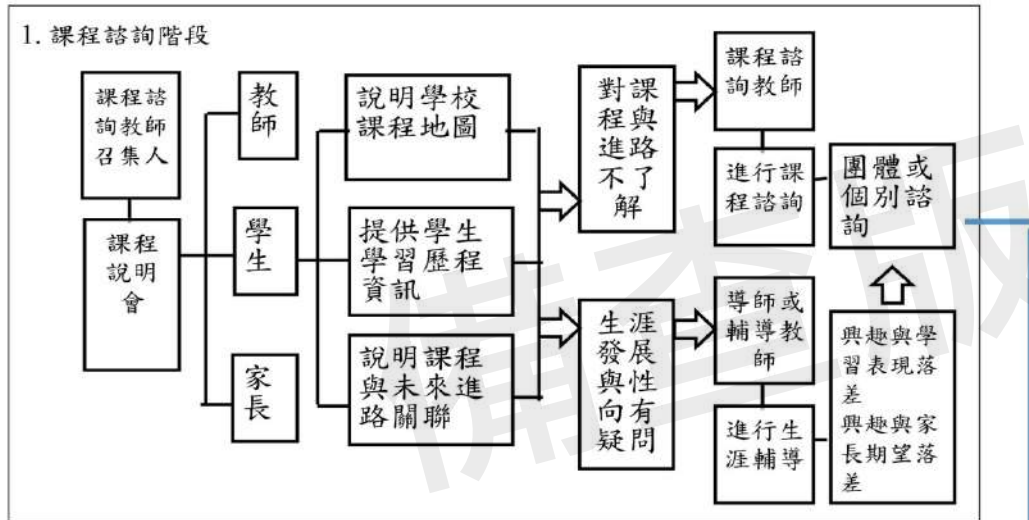 1. 課程諮詢階段
課程諮
詢教師
召集人
課程
說明
會
教
師
學
生
家
長
說明學校
課程地圖
提供學生
學習歷程
資訊
說明課程
與未來進
路關聯
對課
程與
進路
不了
解
生涯
發展
與性
向有
疑問
課程諮
詢教師
進行課
程諮詢
團體或
個別諮
詢
導師或
輔導教
師
進行生
涯輔導
興趣與學
習表現落
差
興趣與家
長期望落
差
備查版